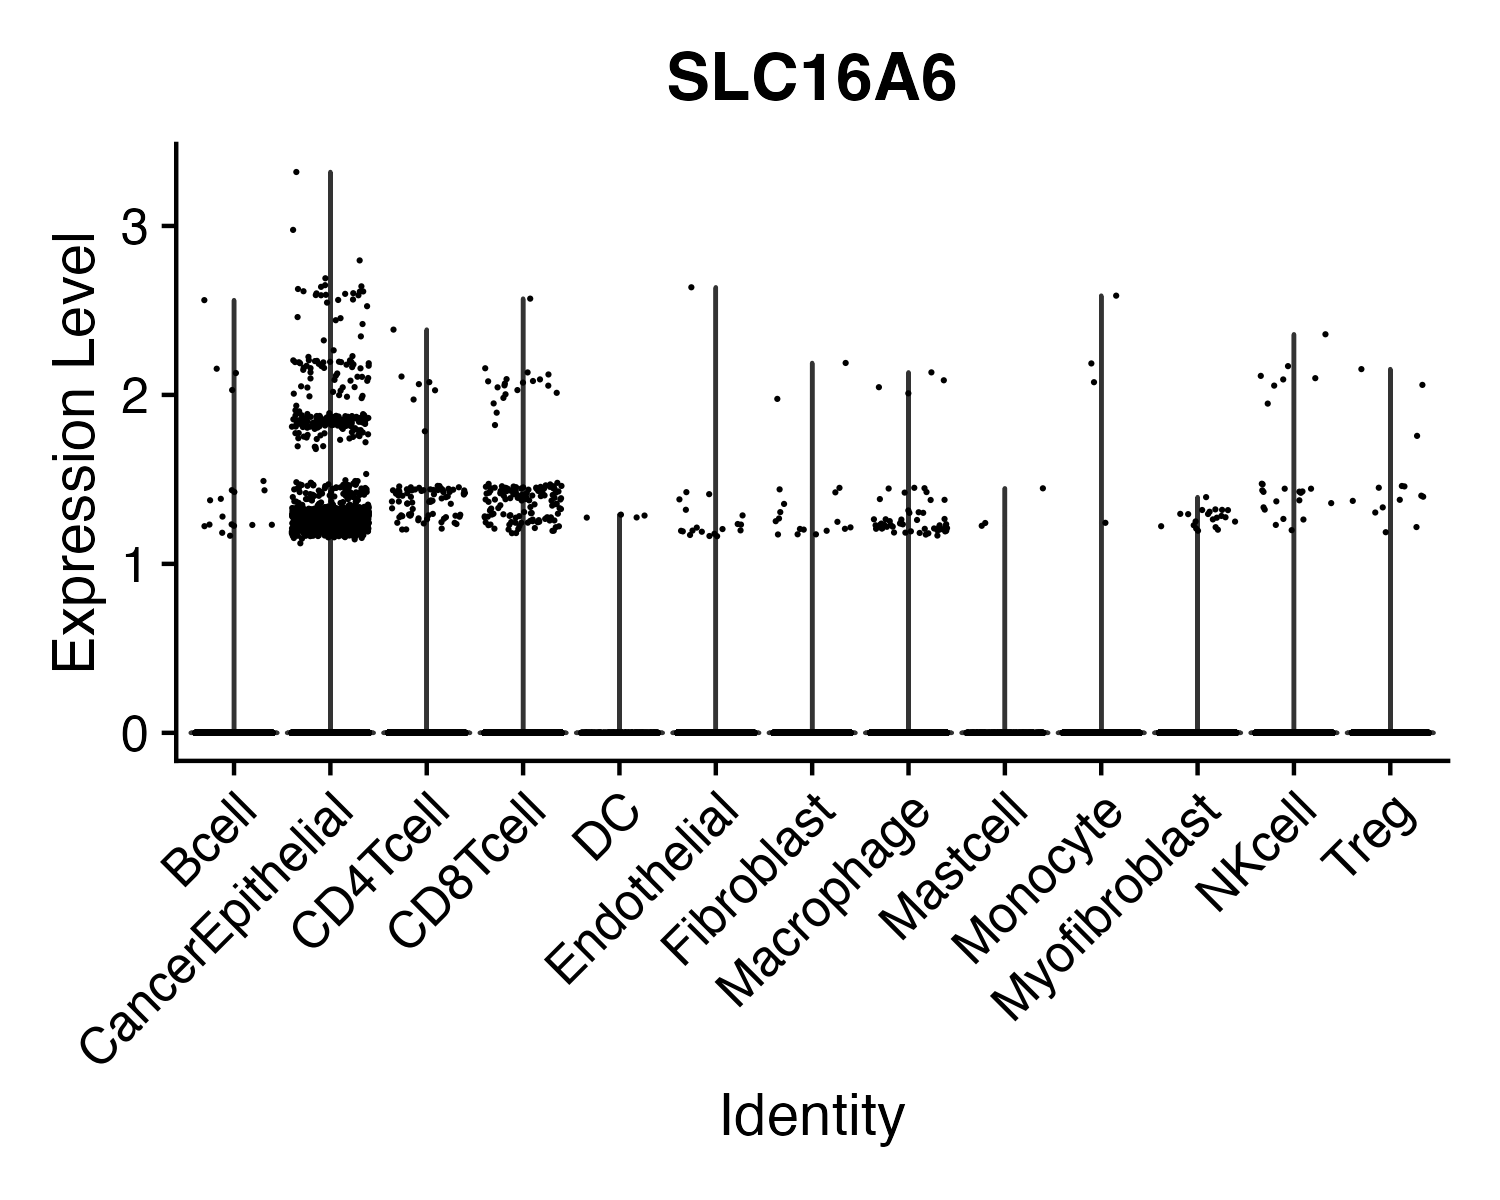 SLC16A6
Expression Level
3
2
1
0
Bcell
CancerEpithelial
CD4Tcell
CD8Tcell
DC
Endothelial
Fibroblast
Macrophage
Mastcell
Monocyte
Myofibroblast
NKcell
Treg
Identity